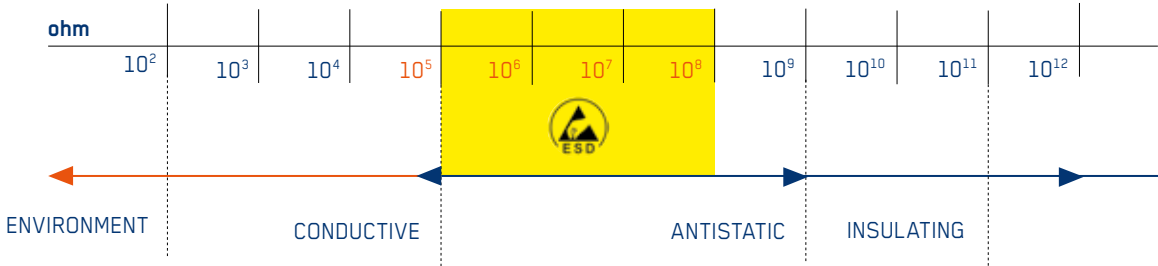 ohm
10² 10³ 10⁴ 10⁵ 10⁶ 10⁷ 10⁸ 10⁹ 10¹⁰ 10¹¹ 10¹²
ESD
ENVIRONMENT CONDUCTIVE ANTISTATIC INSULATING